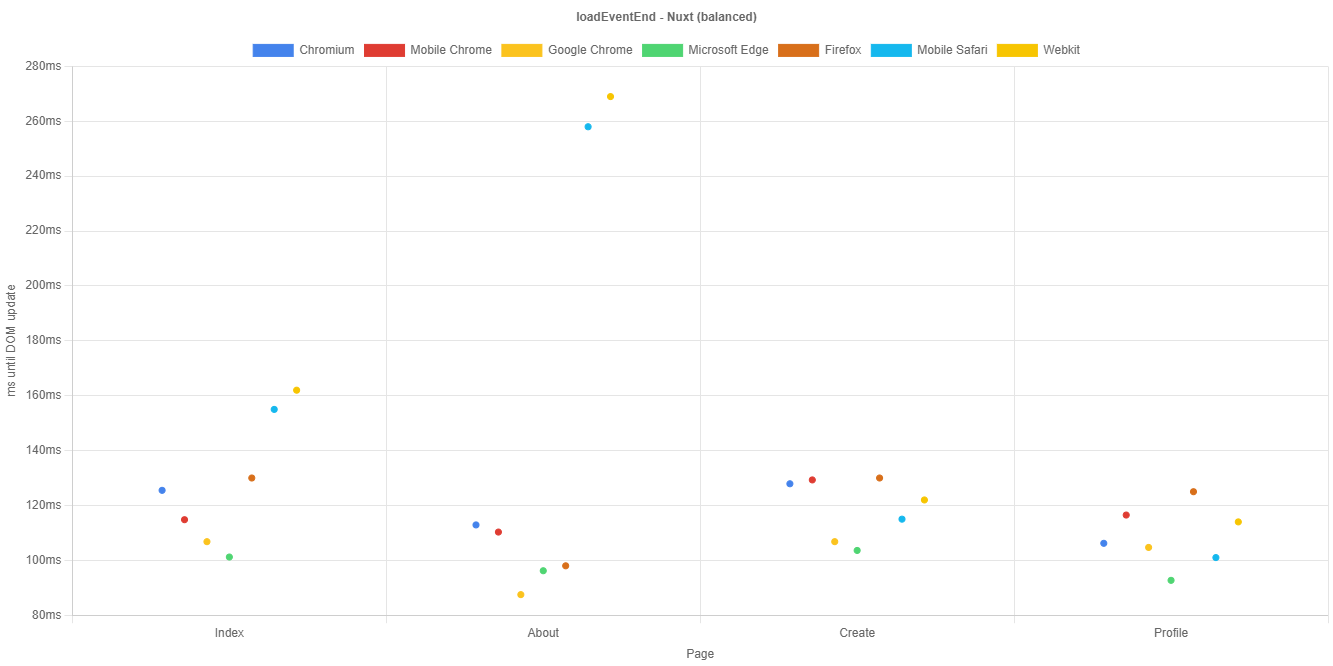 loadEventEnd - Nuxt (balanced)
Chromium Mobile Chrome Google Chrome Microsoft Edge Firefox Mobile Safari Webkit
280ms
260ms
240ms
220ms
200ms
180ms
160ms
140ms
120ms
100ms
80ms
ms until DOM update
Index About Create Profile
Page